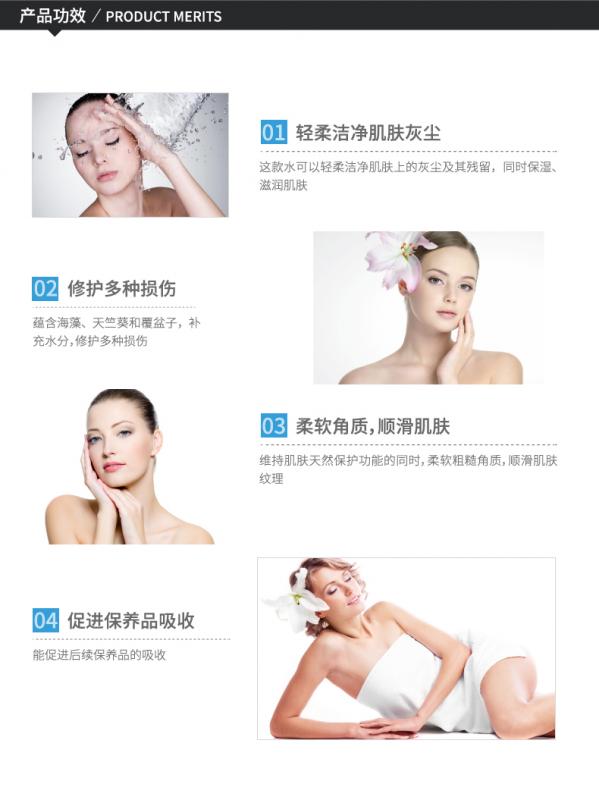 产品功效 / PRODUCT MERITS
01 轻柔洁净肌肤灰尘
这款水可以轻柔洁净肌肤上的灰尘及其残留，同时保湿、
滋润肌肤
02 修护多种损伤
蕴含海藻、天竺葵和覆盆子，补
充水分，修护多种损伤
03 柔软角质，顺滑肌肤
维持肌肤天然保护功能的同时，柔软粗糙角质，顺滑肌肤
纹理
04 促进保养品吸收
能促进后续保养品的吸收